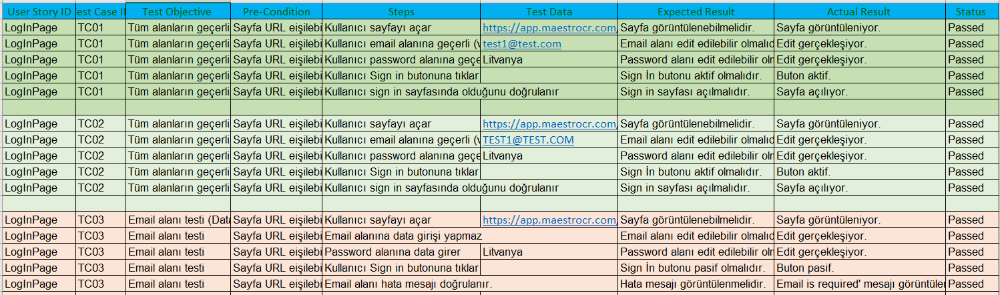 User Story ID est Case I Test Objective Pre-Condition Steps Test Data Expected Result Actual Result Status
LogInPage TC01 Tüm alanların geçerli Sayfa URL eişilebi Kullanıcı sayfayı açar https://app.maestrocr.com/ Sayfa görüntülenebilmelidir. Sayfa görüntüleniyor. Passed
LogInPage TC01 Tüm alanların geçerli Sayfa URL eişilebi Kullanıcı email alanına geçerli (v test1@test.com Email alanı edit edilebilir olmalıd Edit gerçekleşiyor. Passed
LogInPage TC01 Tüm alanların geçerli Sayfa URL eişilebi Kullanıcı password alanına geçe Litvanya Password alanı edit edilebilir olm Edit gerçekleşiyor. Passed
LogInPage TC01 Tüm alanların geçerli Sayfa URL eişilebi Kullanıcı Sign in butonuna tıklar Sign İn butonu aktif olmalıdır. Buton aktif. Passed
LogInPage TC01 Tüm alanların geçerli Sayfa URL eişilebi Kullanıcı sign in sayfasında olduğunu doğrulanır Sign in sayfası açılmalıdır. Sayfa açılıyor. Passed
LogInPage TC02 Tüm alanların geçerli Sayfa URL eişilebi Kullanıcı sayfayı açar https://app.maestrocr.com/ Sayfa görüntülenebilmelidir. Sayfa görüntüleniyor. Passed
LogInPage TC02 Tüm alanların geçerli Sayfa URL eişilebi Kullanıcı email alanına geçerli (v TEST1@TEST.COM Email alanı edit edilebilir olmalıd Edit gerçekleşiyor. Passed
LogInPage TC02 Tüm alanların geçerli Sayfa URL eişilebi Kullanıcı password alanına geçe Litvanya Password alanı edit edilebilir olm Edit gerçekleşiyor. Passed
LogInPage TC02 Tüm alanların geçerli Sayfa URL eişilebi Kullanıcı Sign in butonuna tıklar Sign İn butonu aktif olmalıdır. Buton aktif. Passed
LogInPage TC02 Tüm alanların geçerli Sayfa URL eişilebi Kullanıcı sign in sayfasında olduğunu doğrulanır Sign in sayfası açılmalıdır. Sayfa açılıyor. Passed
LogInPage TC03 Email alanı testi (Data Sayfa URL eişilebi Kullanıcı sayfayı açar https://app.maestrocr.com/ Sayfa görüntülenebilmelidir. Sayfa görüntüleniyor. Passed
LogInPage TC03 Email alanı testi Sayfa URL eişilebi Email alanına data girişi yapmaz Email alanı edit edilebilir olmalıd Edit gerçekleşiyor. Passed
LogInPage TC03 Email alanı testi Sayfa URL eişilebi Password alanına data girer Litvanya Password alanı edit edilebilir olm Edit gerçekleşiyor. Passed
LogInPage TC03 Email alanı testi Sayfa URL eişilebi Kullanıcı Sign in butonuna tıklar Sign İn butonu pasif olmalıdır. Buton pasif. Passed
LogInPage TC03 Email alanı testi Sayfa URL eişilebi Email alanı hata mesajı doğrulanır. Hata mesajı görüntülenmelidir. Email is required' mesajı görüntüler Passed